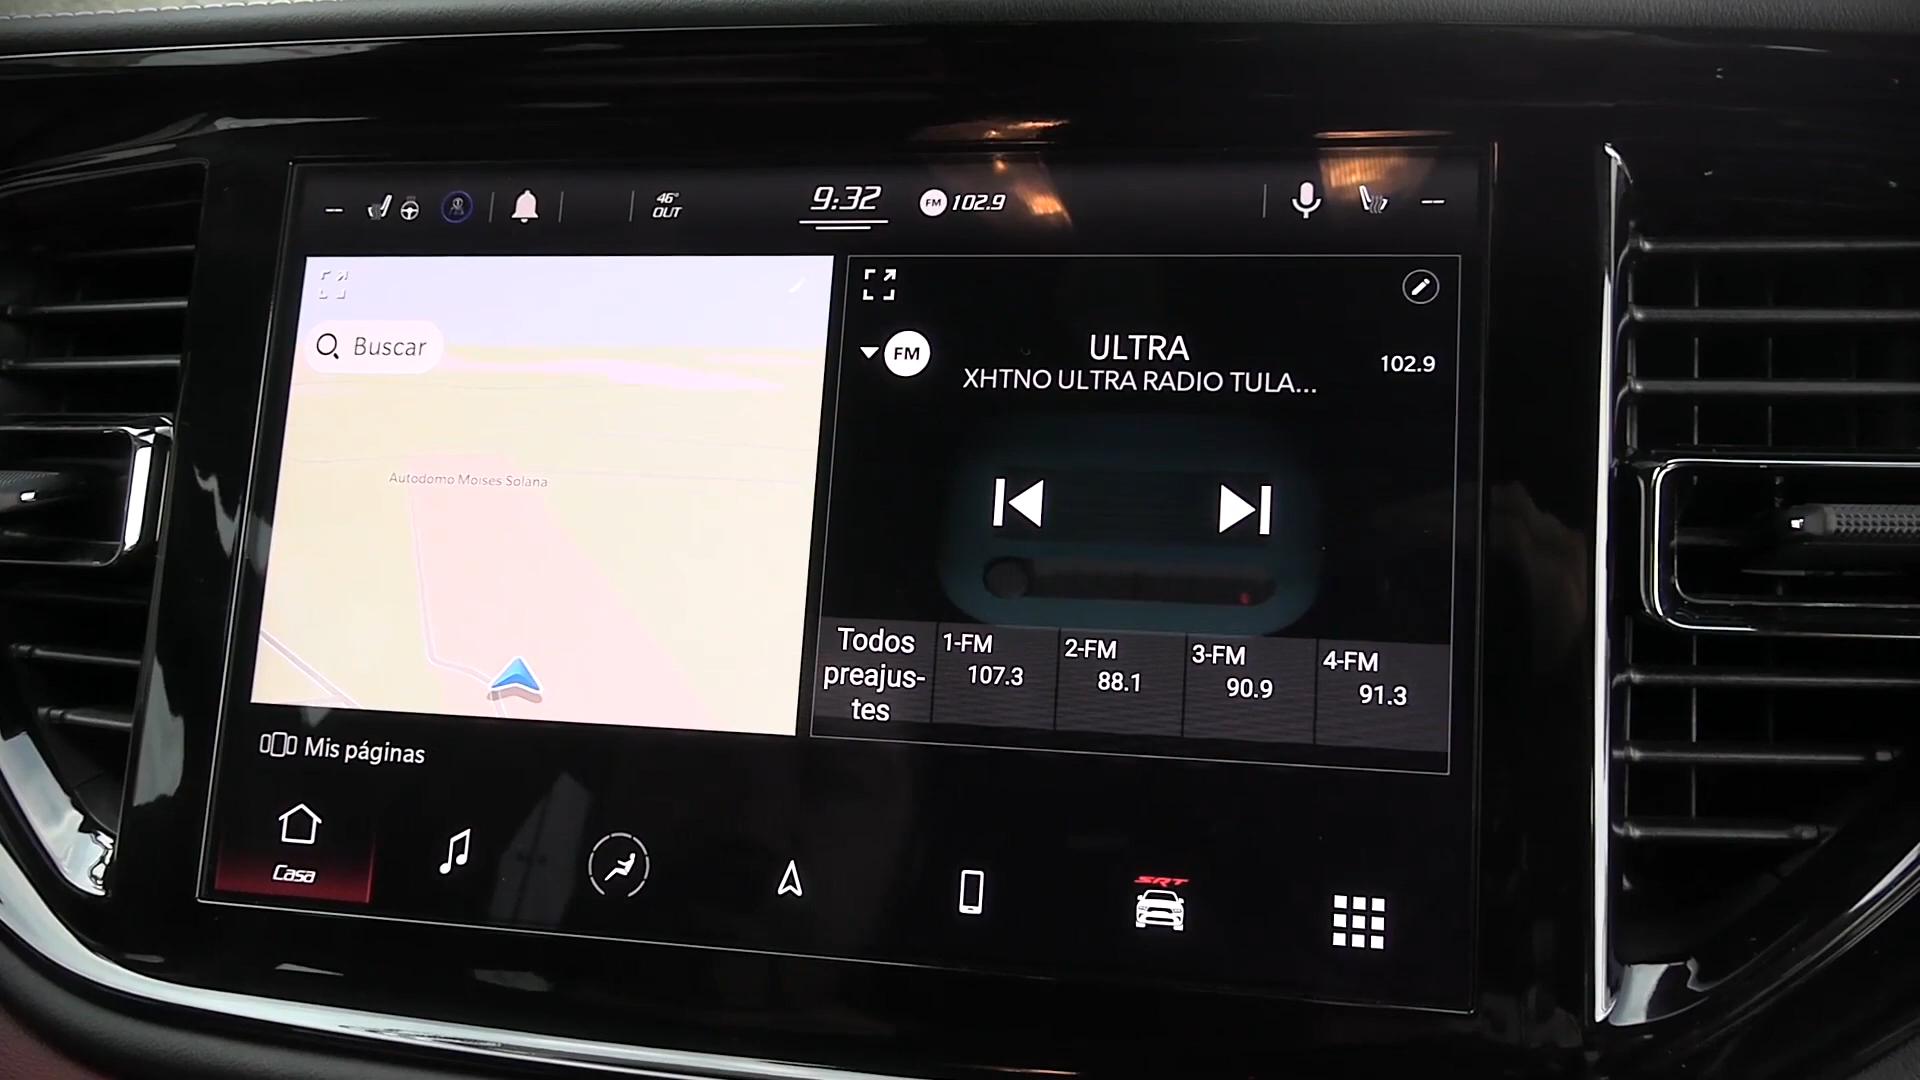 46°
OUT
9:32
FM 102.9
Buscar
Autodomo Moises Solana
FM
ULTRA
102.9
XHTNO ULTRA RADIO TULA...
Todos
preajus-
tes
1-FM
107.3
2-FM
88.1
3-FM
90.9
4-FM
91.3
Mis páginas
Casa
SRT